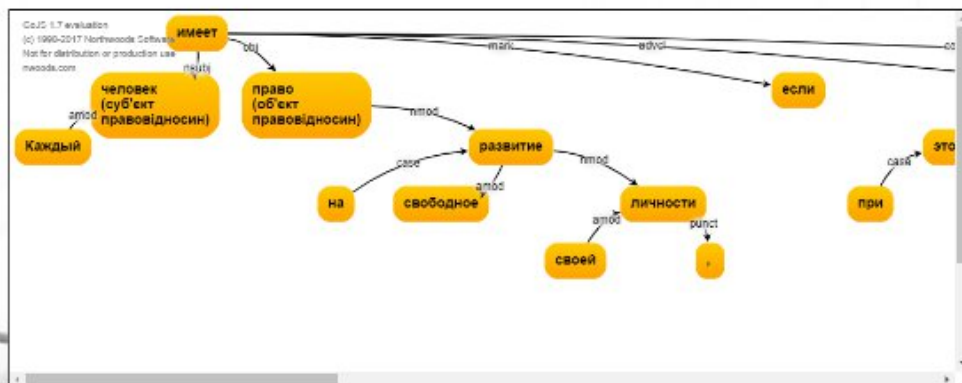 GoJS 1.7 evaluation
(c) 1998-2017 Northwoods Software
Not for distribution or production use
nwoods.com
имеет
nsubj
obj
mark
advcl
человек
(суб'єкт
правовідносин)
право
(об'єкт
правовідносин)
если
amod
Каждый
nmod
развитие
case
на
amod
свободное
nmod
личности
amod
своей
punct
,
это
case
при